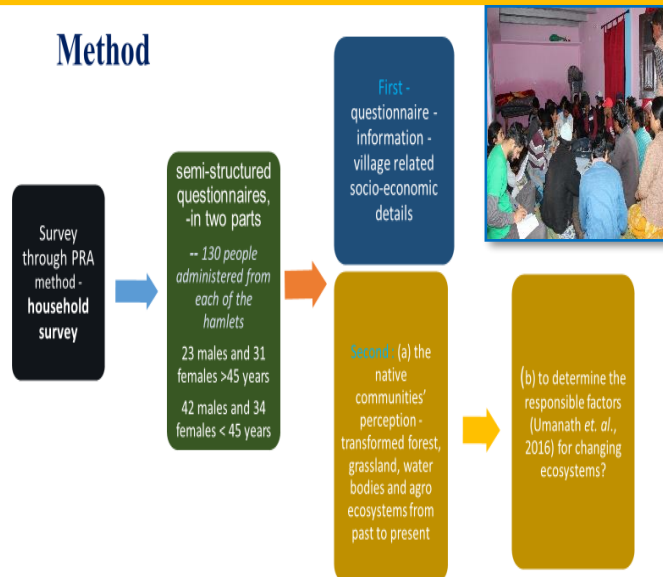 Method
Survey
through PRA
method -
household
survey
semi-structured
questionnaires,
-in two parts
-- 130 people
administered from
each of the
hamlets
23 males and 31
females >45 years
42 males and 34
females < 45 years
First -
questionnaire -
information -
village related
socio-economic
details
Second : (a) the
native
communities'
perception -
transformed forest,
grassland, water
bodies and agro
ecosystems from
past to present
(b) to determine the
responsible factors
(Umanath et. al.,
2016) for changing
ecosystems?